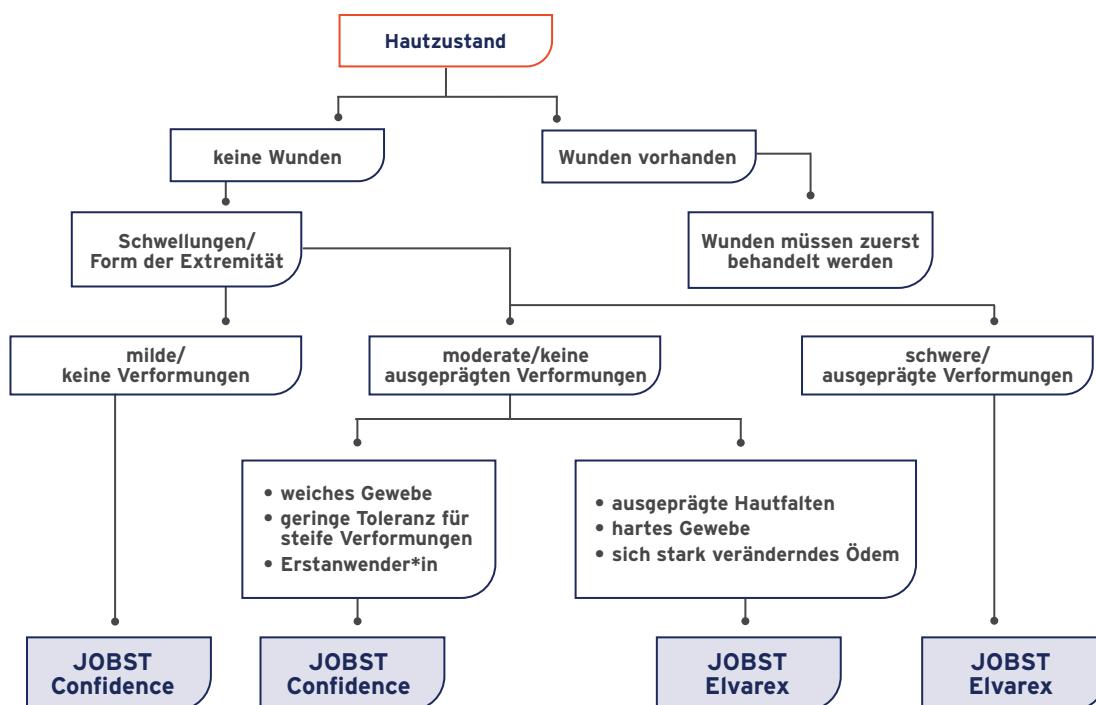 Hautzustand
keine Wunden
Wunden vorhanden
Schwellungen/
Form der Extremität
Wunden müssen zuerst
behandelt werden
milde/
keine Verformungen
moderate/keine
ausgeprägten Verformungen
schwere/
ausgeprägte Verformungen
• weiches Gewebe
• geringe Toleranz für
steife Verformungen
• Erstanwender*in
• ausgeprägte Hautfalten
• hartes Gewebe
• sich stark veränderndes Ödem
JOBST
Confidence
JOBST
Confidence
JOBST
Elvarex
JOBST
Elvarex